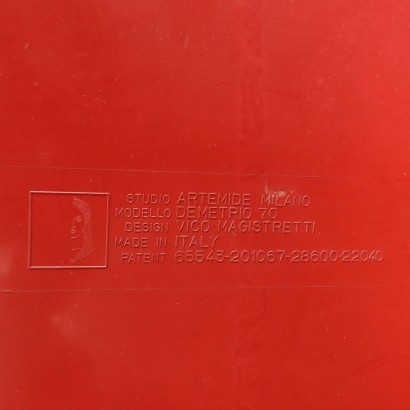 STUDIO ARTEMIDE MILANO
MODELLO DEMETRIO 70
DESIGN VICO MAGISTRETTI
MADE IN ITALY
PATENT 65543-201067-28600-22040